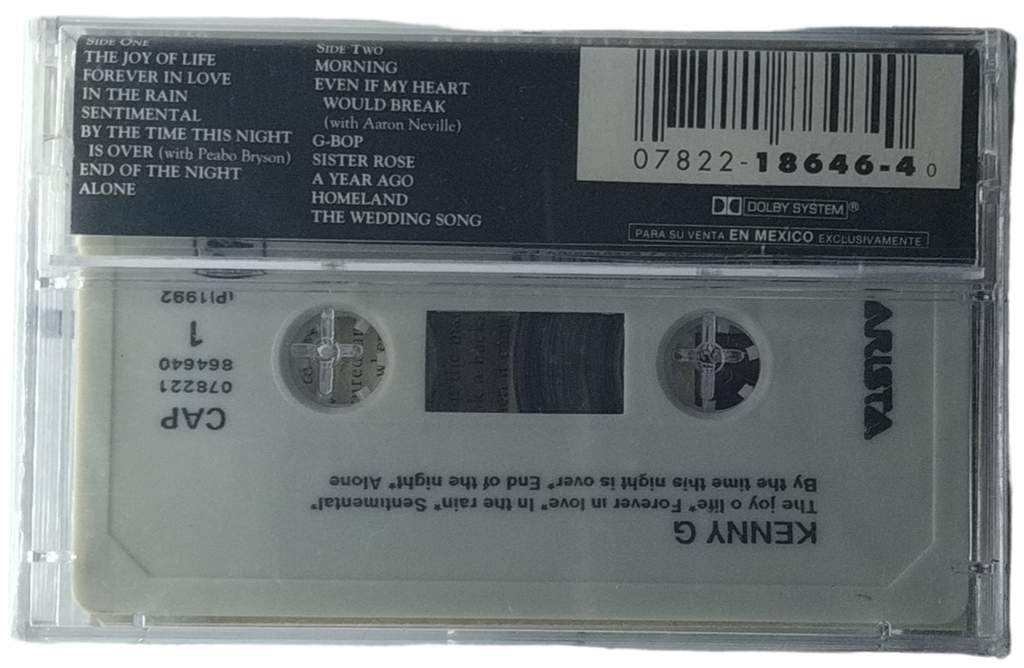 SIDE ONE
THE JOY OF LIFE
FOREVER IN LOVE
IN THE RAIN
SENTIMENTAL
BY THE TIME THIS NIGHT
IS OVER (with Peabo Bryson)
END OF THE NIGHT
ALONE
SIDE TWO
MORNING
EVEN IF MY HEART
WOULD BREAK
(with Aaron Neville)
G-BOP
SISTER ROSE
A YEAR AGO
HOMELAND
THE WEDDING SONG
07822-18646-4 0
DOLBY SYSTEM®
PARA SU VENTA EN MEXICO EXCLUSIVAMENTE
KENNY G
The joy o life* Forever in love* In the rain* Sentimental*
By the time this night is over* End of the night* Alone
ARISTA
CAP
078221
864640
1
(P)1992